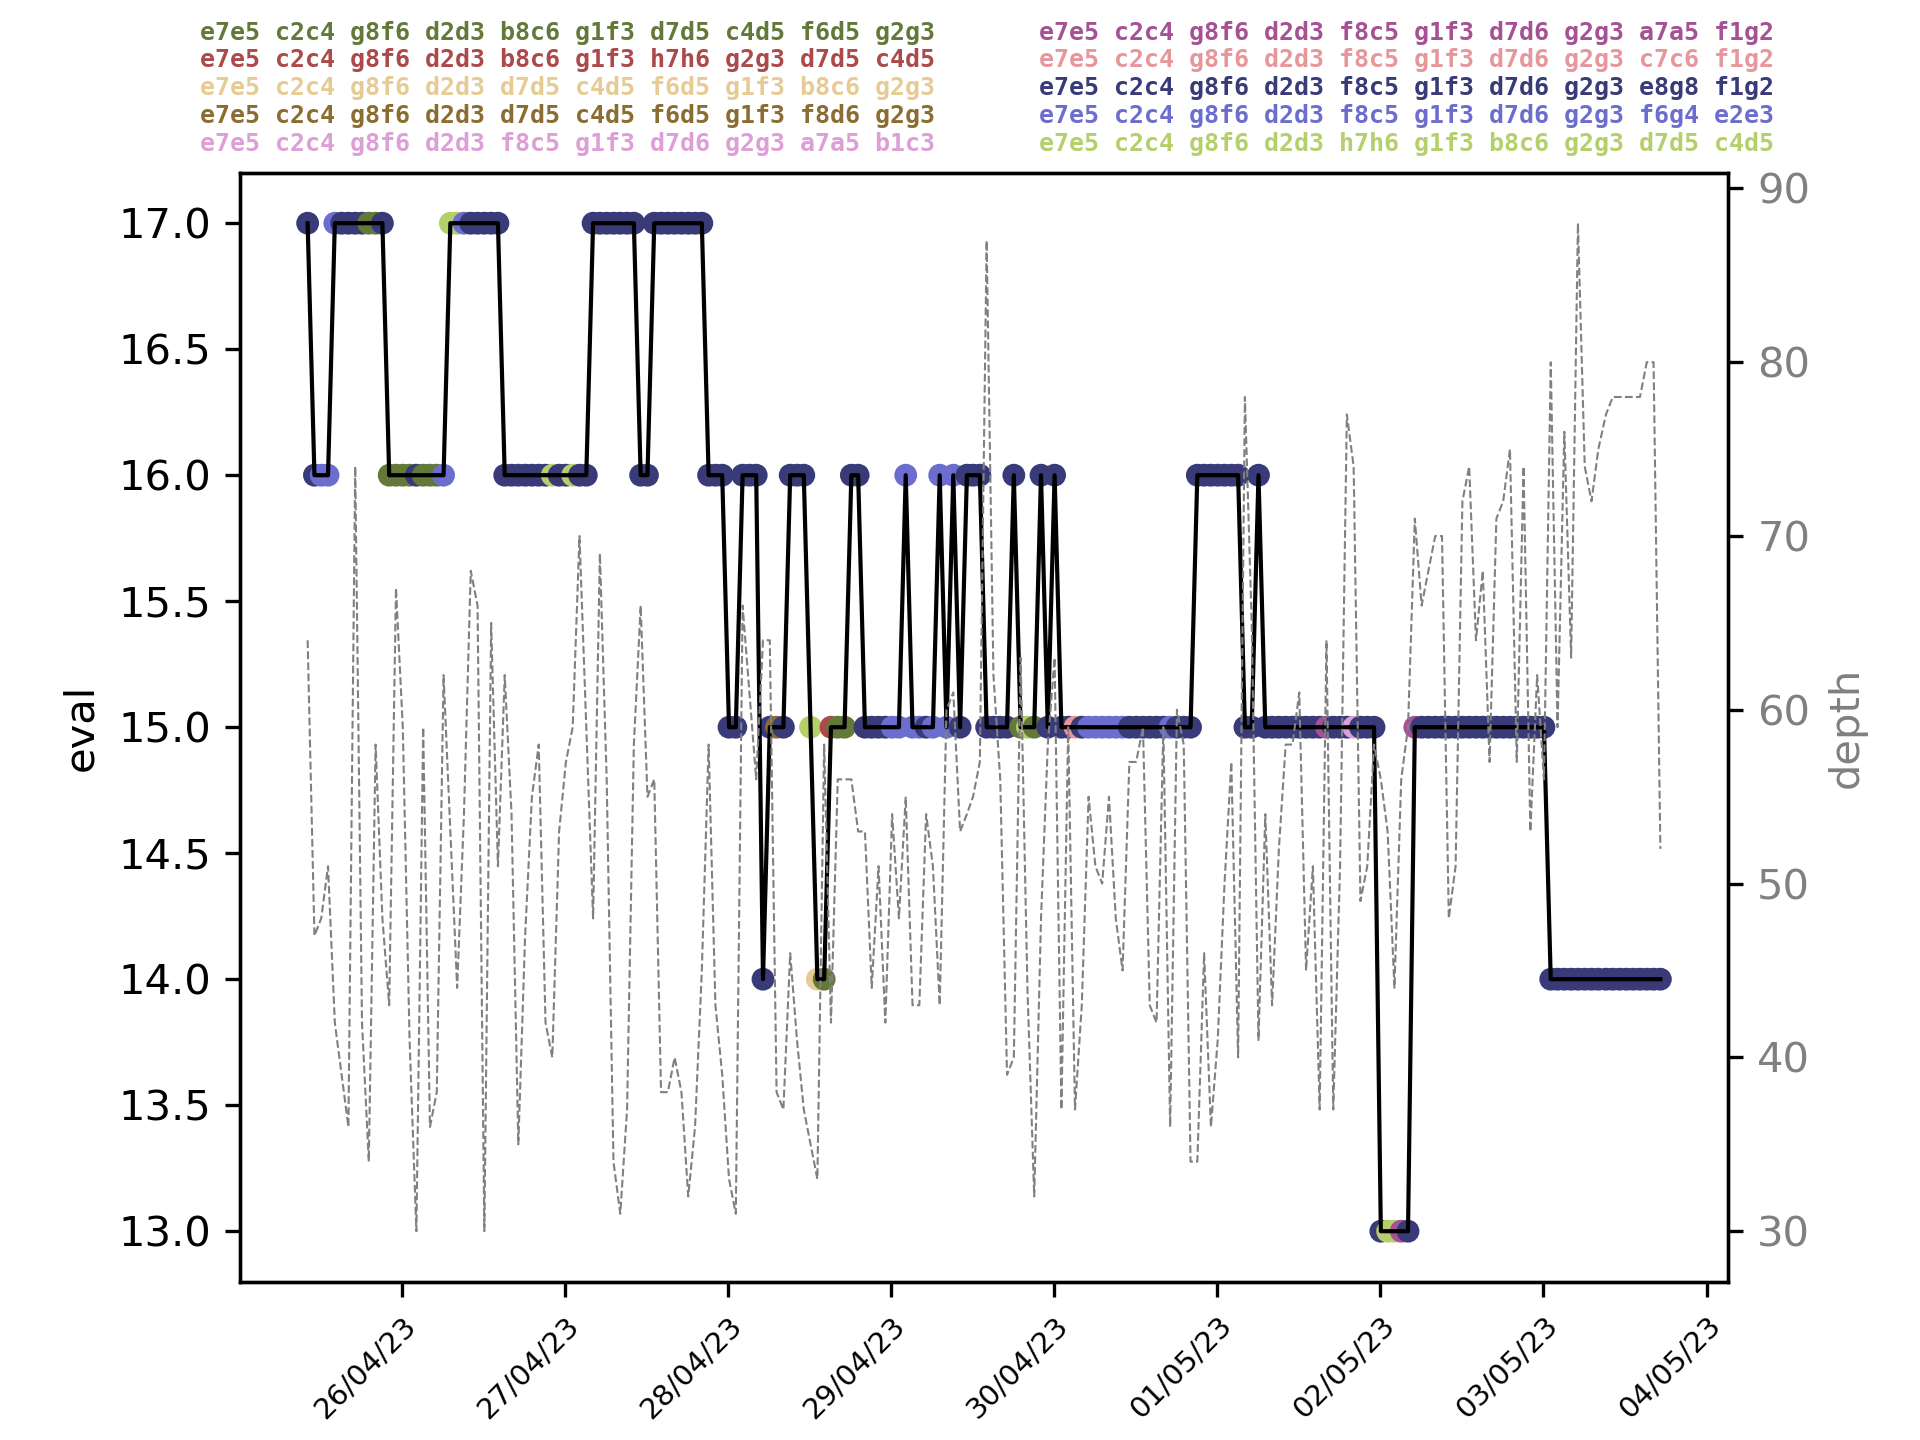 e7e5 c2c4 g8f6 d2d3 b8c6 g1f3 d7d5 c4d5 f6d5 g2g3
e7e5 c2c4 g8f6 d2d3 b8c6 g1f3 h7h6 g2g3 d7d5 c4d5
e7e5 c2c4 g8f6 d2d3 d7d5 c4d5 f6d5 g1f3 b8c6 g2g3
e7e5 c2c4 g8f6 d2d3 d7d5 c4d5 f6d5 g1f3 f8d6 g2g3
e7e5 c2c4 g8f6 d2d3 f8c5 g1f3 d7d6 g2g3 a7a5 b1c3
e7e5 c2c4 g8f6 d2d3 f8c5 g1f3 d7d6 g2g3 a7a5 f1g2
e7e5 c2c4 g8f6 d2d3 f8c5 g1f3 d7d6 g2g3 c7c6 f1g2
e7e5 c2c4 g8f6 d2d3 f8c5 g1f3 d7d6 g2g3 e8g8 f1g2
e7e5 c2c4 g8f6 d2d3 f8c5 g1f3 d7d6 g2g3 f6g4 e2e3
e7e5 c2c4 g8f6 d2d3 h7h6 g1f3 b8c6 g2g3 d7d5 c4d5
17.0
16.5
16.0
15.5
15.0
14.5
14.0
13.5
13.0
eval
90
80
70
60
50
40
30
depth
26/04/23
27/04/23
28/04/23
29/04/23
30/04/23
01/05/23
02/05/23
03/05/23
04/05/23